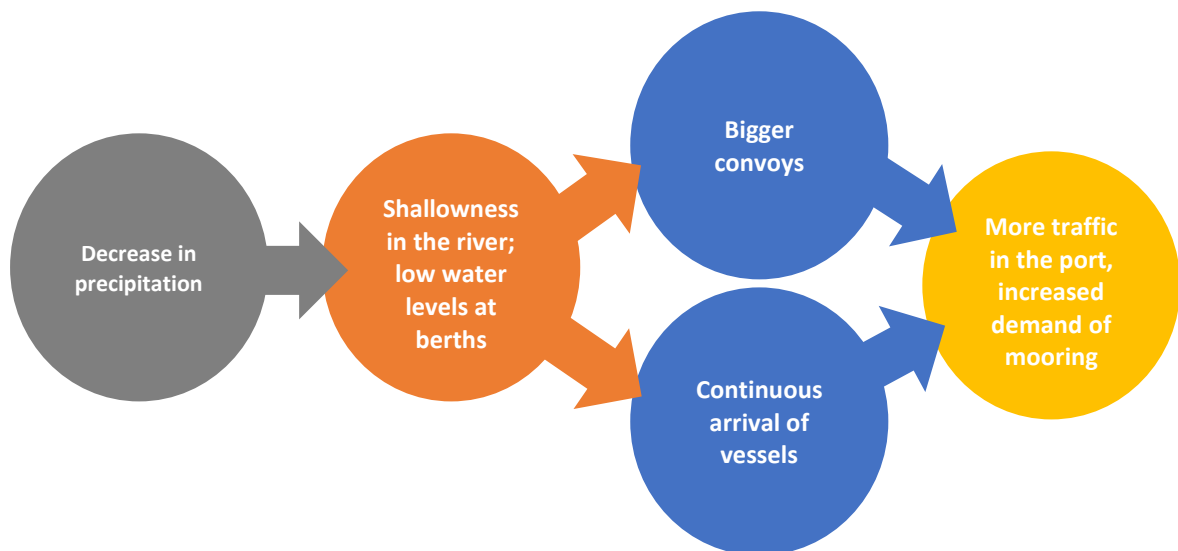 Decrease in
precipitation
Shallowness
in the river;
low water
levels at
berths
Bigger
convoys
Continuous
arrival of
vessels
More traffic
in the port,
increased
demand of
mooring